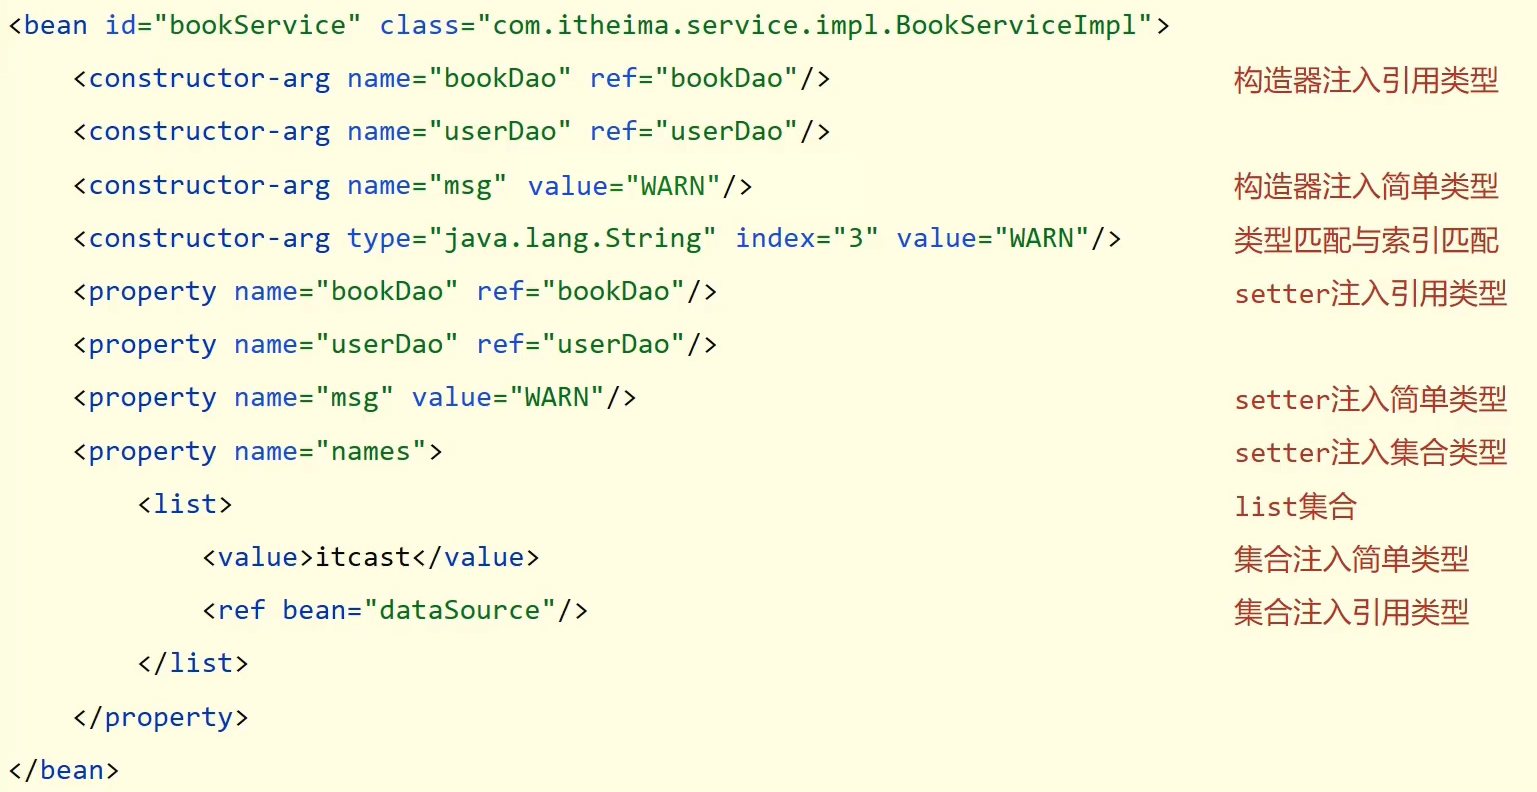 <bean id="bookService" class="com.itheima.service.impl.BookServiceImpl">
<constructor-arg name="bookDao" ref="bookDao"/> 构造器注入引用类型
<constructor-arg name="userDao" ref="userDao"/>
<constructor-arg name="msg" value="WARN"/> 构造器注入简单类型
<constructor-arg type="java.lang.String" index="3" value="WARN"/> 类型匹配与索引匹配
<property name="bookDao" ref="bookDao"/> setter注入引用类型
<property name="userDao" ref="userDao"/>
<property name="msg" value="WARN"/> setter注入简单类型
<property name="names"> setter注入集合类型
<list> list集合
<value>itcast</value> 集合注入简单类型
<ref bean="dataSource"/> 集合注入引用类型
</list>
</property>
</bean>